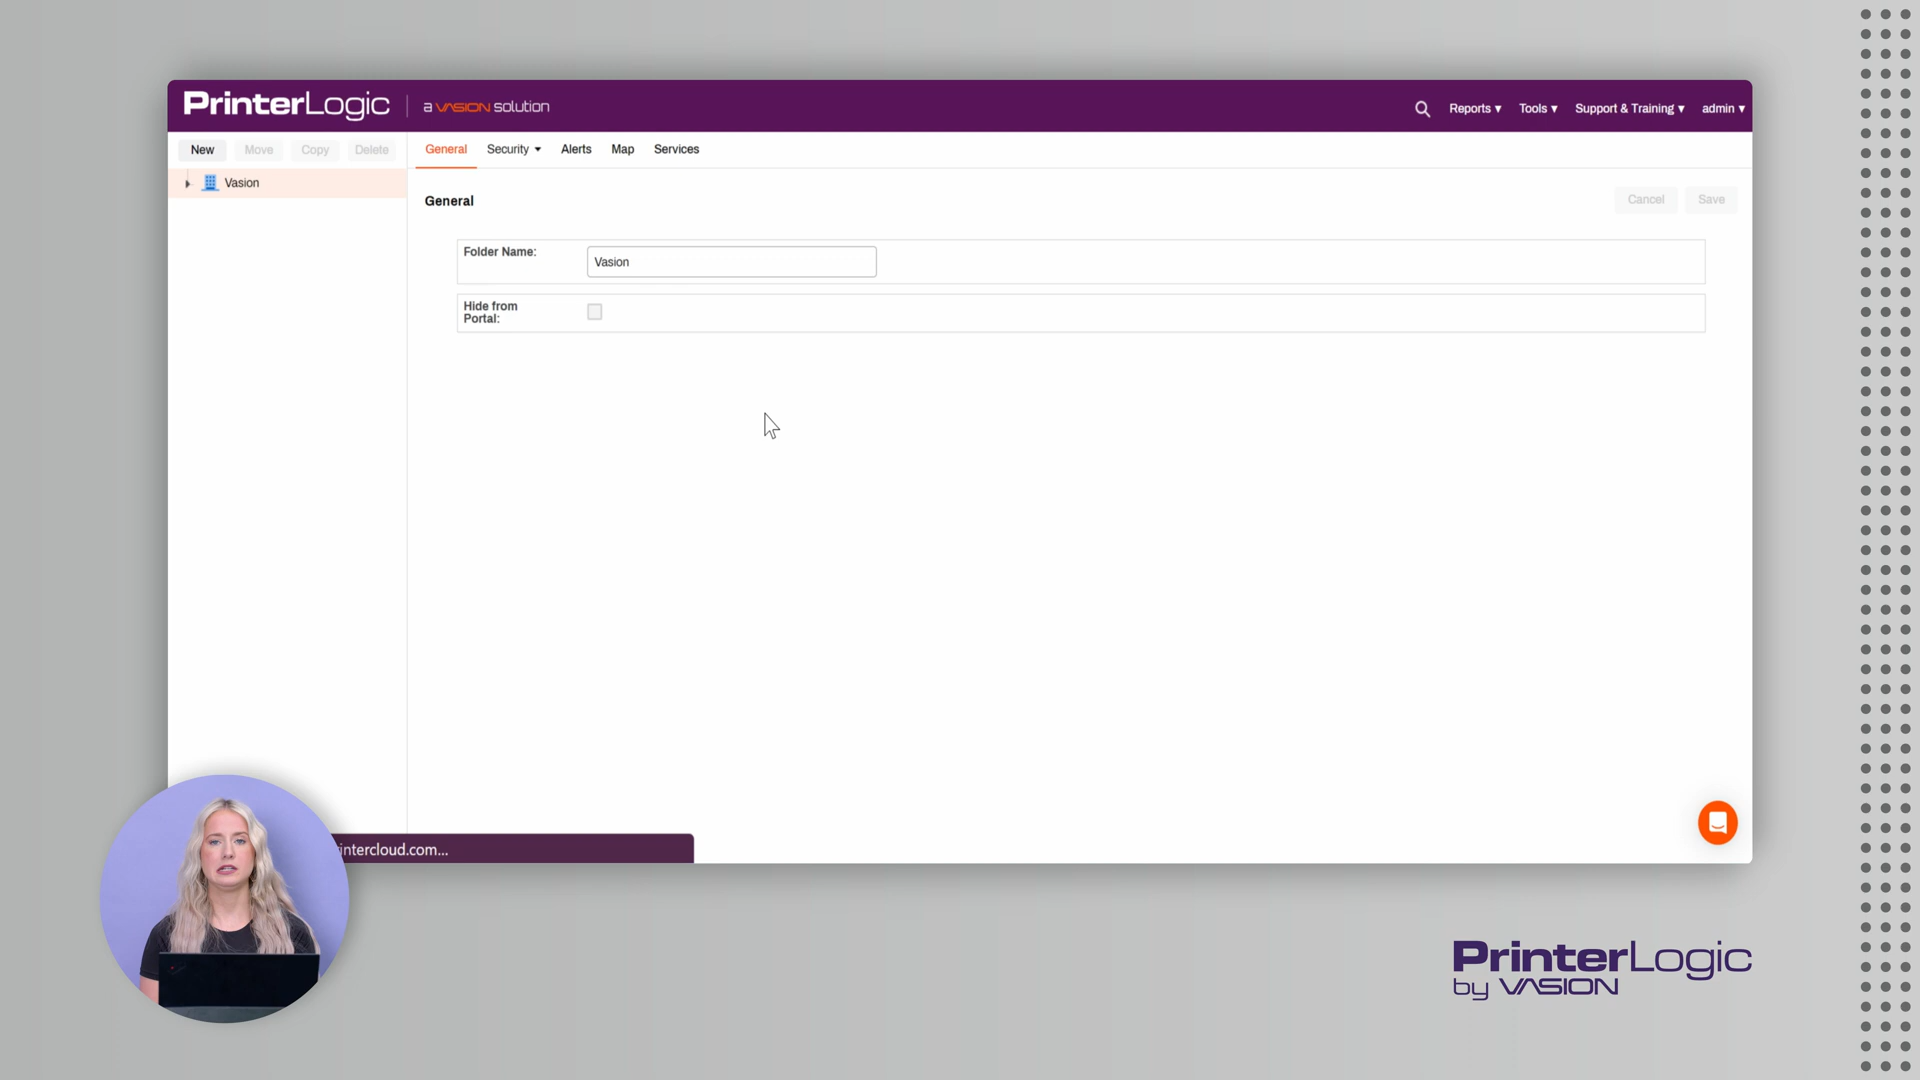 PrinterLogic a VASION solution Reports ▾ Tools ▾ Support & Training ▾ admin ▾
New Move Copy Delete General Security ▾ Alerts Map Services
Vasion
General Cancel Save
Folder Name: Vasion
Hide from
Portal:
intercloud.com...
PrinterLogic
by VASION